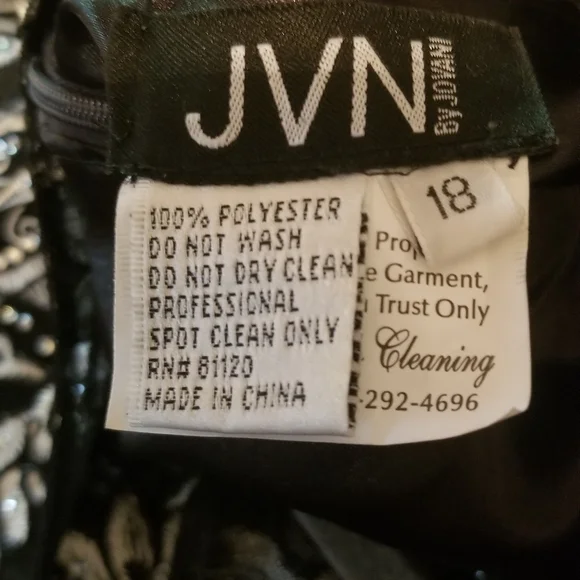 JVN
By JOVANI
18
100% POLYESTER
DO NOT WASH
DO NOT DRY CLEAN
PROFESSIONAL
SPOT CLEAN ONLY
RN# 81120
MADE IN CHINA
Garment,
Trust Only
Cleaning
-292-4696